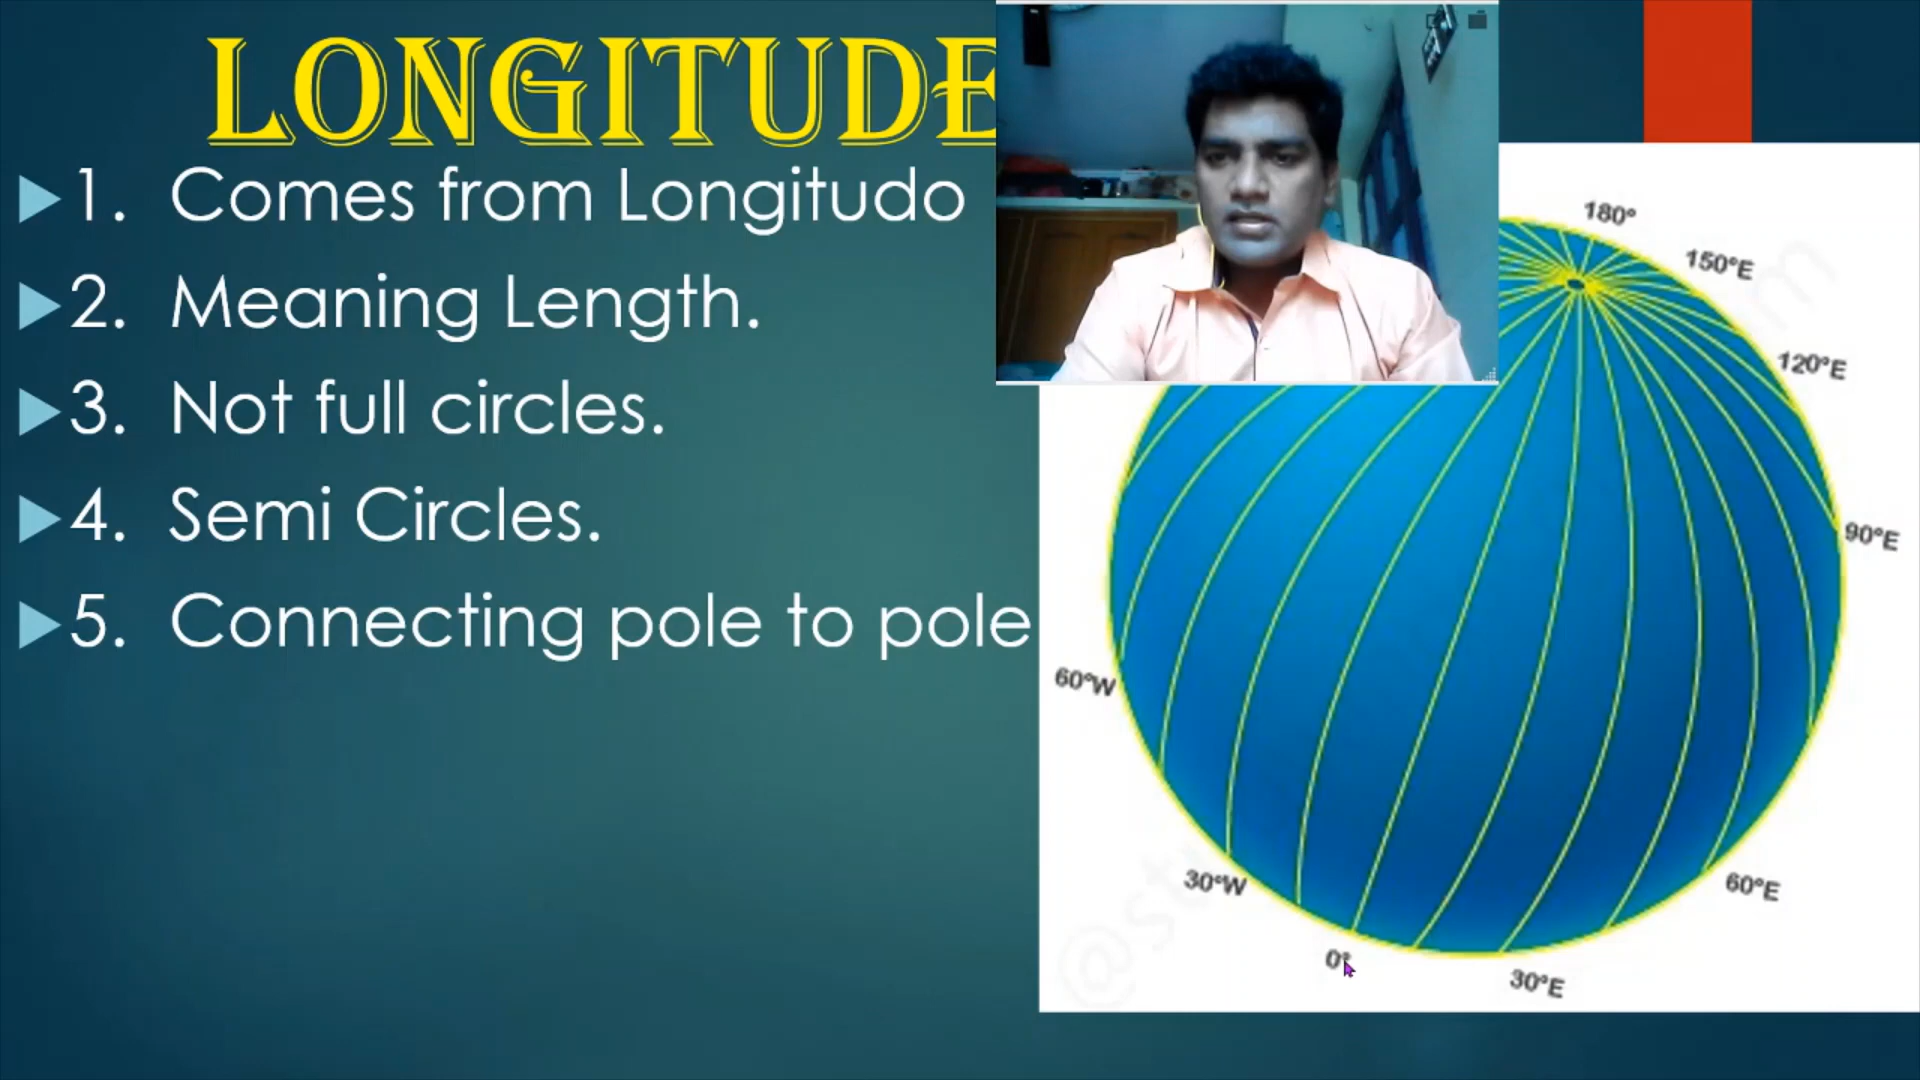 LONGITUDE
1. Comes from Longitudo
2. Meaning Length.
3. Not full circles.
4. Semi Circles.
5. Connecting pole to pole
180°
150°E
120°E
90°E
60°W
30°W
60°E
0°
30°E